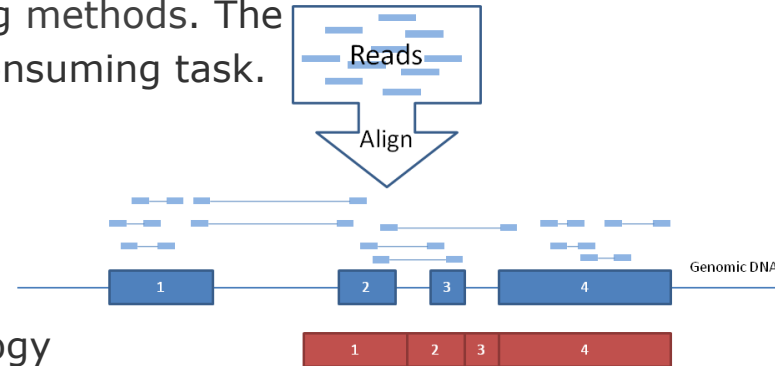 g methods. The
nsuming task.
Reads
Align
Genomic DNA
1 2 3 4
ogy
1 2 3 4